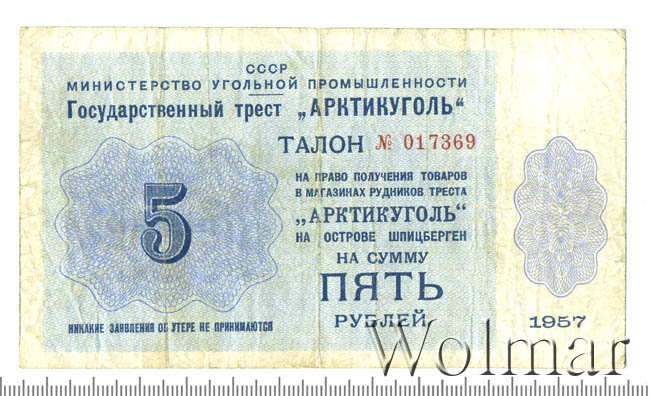 СССР
МИНИСТЕРСТВО УГОЛЬНОЙ ПРОМЫШЛЕННОСТИ
Государственный трест „АРКТИКУГОЛЬ“
ТАЛОН № 017369
НА ПРАВО ПОЛУЧЕНИЯ ТОВАРОВ
В МАГАЗИНАХ РУДНИКОВ ТРЕСТА
„АРКТИКУГОЛЬ“
НА ОСТРОВЕ ШПИЦБЕРГЕН
НА СУММУ
ПЯТЬ
РУБЛЕЙ
5
НИКАКИЕ ЗАЯВЛЕНИЯ ОБ УТЕРЕ НЕ ПРИНИМАЮТСЯ
1957
Wolmar